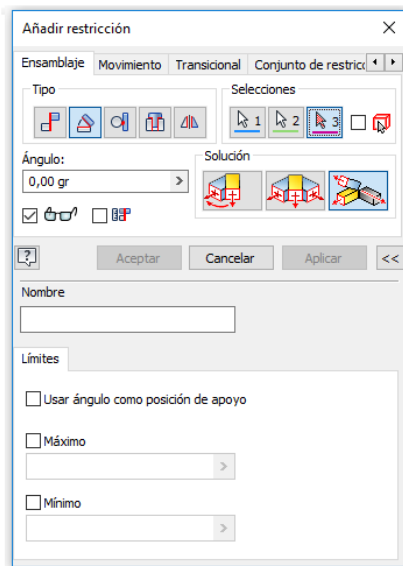 Añadir restricción
Ensamblaje Movimiento Transicional Conjunto de restricc
Tipo
Selecciones
1 2 3
Ángulo:
Solución
0,00 gr
Aceptar Cancelar Aplicar <<
Nombre
Límites
Usar ángulo como posición de apoyo
Máximo
Mínimo